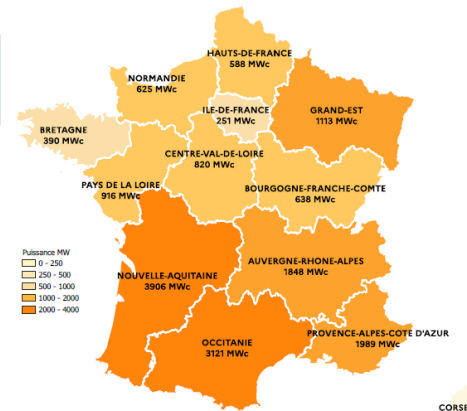 HAUTS-DE-FRANCE
588 MWc
NORMANDIE
625 MWc
ILE-DE-FRANCE
251 MWc
GRAND-EST
1113 MWc
BRETAGNE
390 MWc
CENTRE-VAL-DE-LOIRE
820 MWc
PAYS DE LA LOIRE
916 MWc
BOURGOGNE-FRANCHE-COMTE
638 MWc
Puissance MW
0 - 250
250 - 500
500 - 1000
1000 - 2000
2000 - 4000
AUVERGNE-RHONE-ALPES
1848 MWc
NOUVELLE-AQUITAINE
3906 MWc
PROVENCE-ALPES-COTE D'AZUR
1989 MWc
OCCITANIE
3121 MWc
CORSE